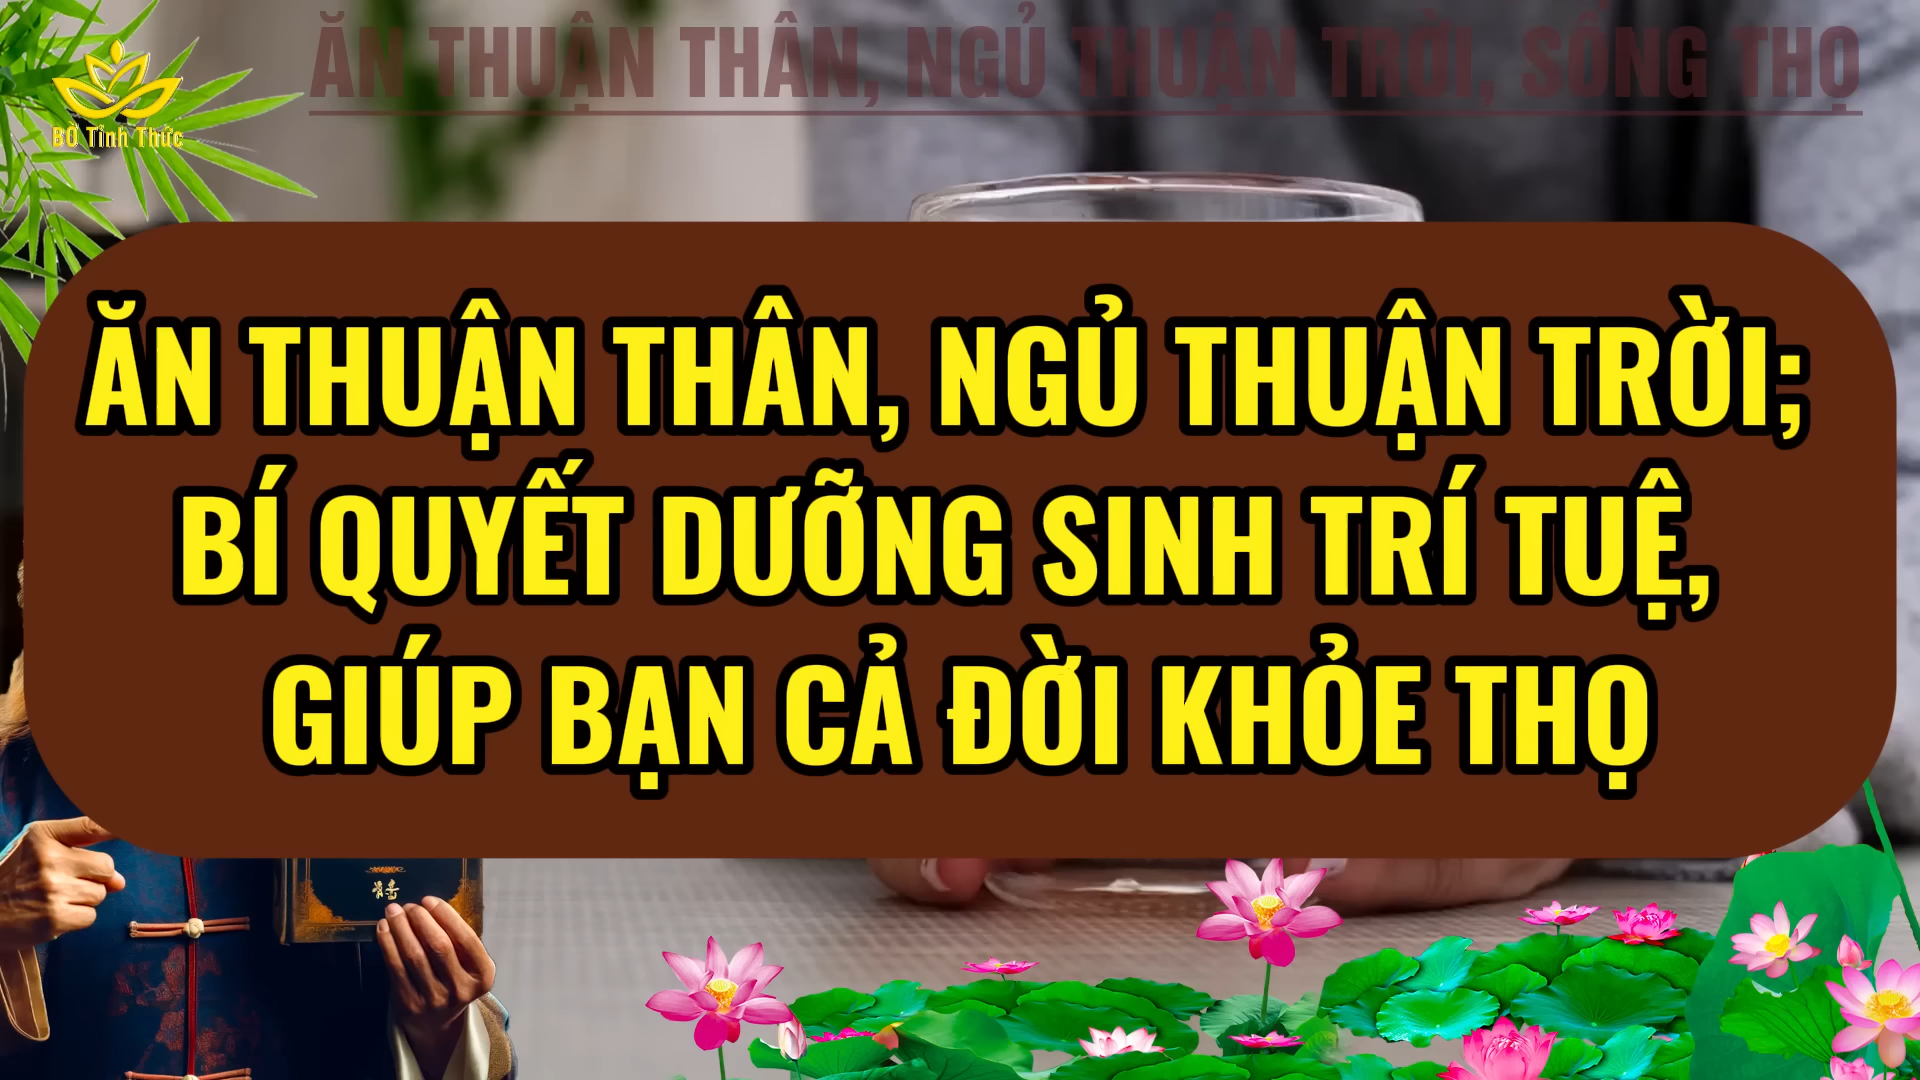 ĂN THUẬN THÂN, NGỦ THUẬN TRỜI, SỐNG THỌ
BỜ Tỉnh Thức
ĂN THUẬN THÂN, NGỦ THUẬN TRỜI;
BÍ QUYẾT DƯỠNG SINH TRÍ TUỆ,
GIÚP BẠN CẢ ĐỜI KHỎE THỌ